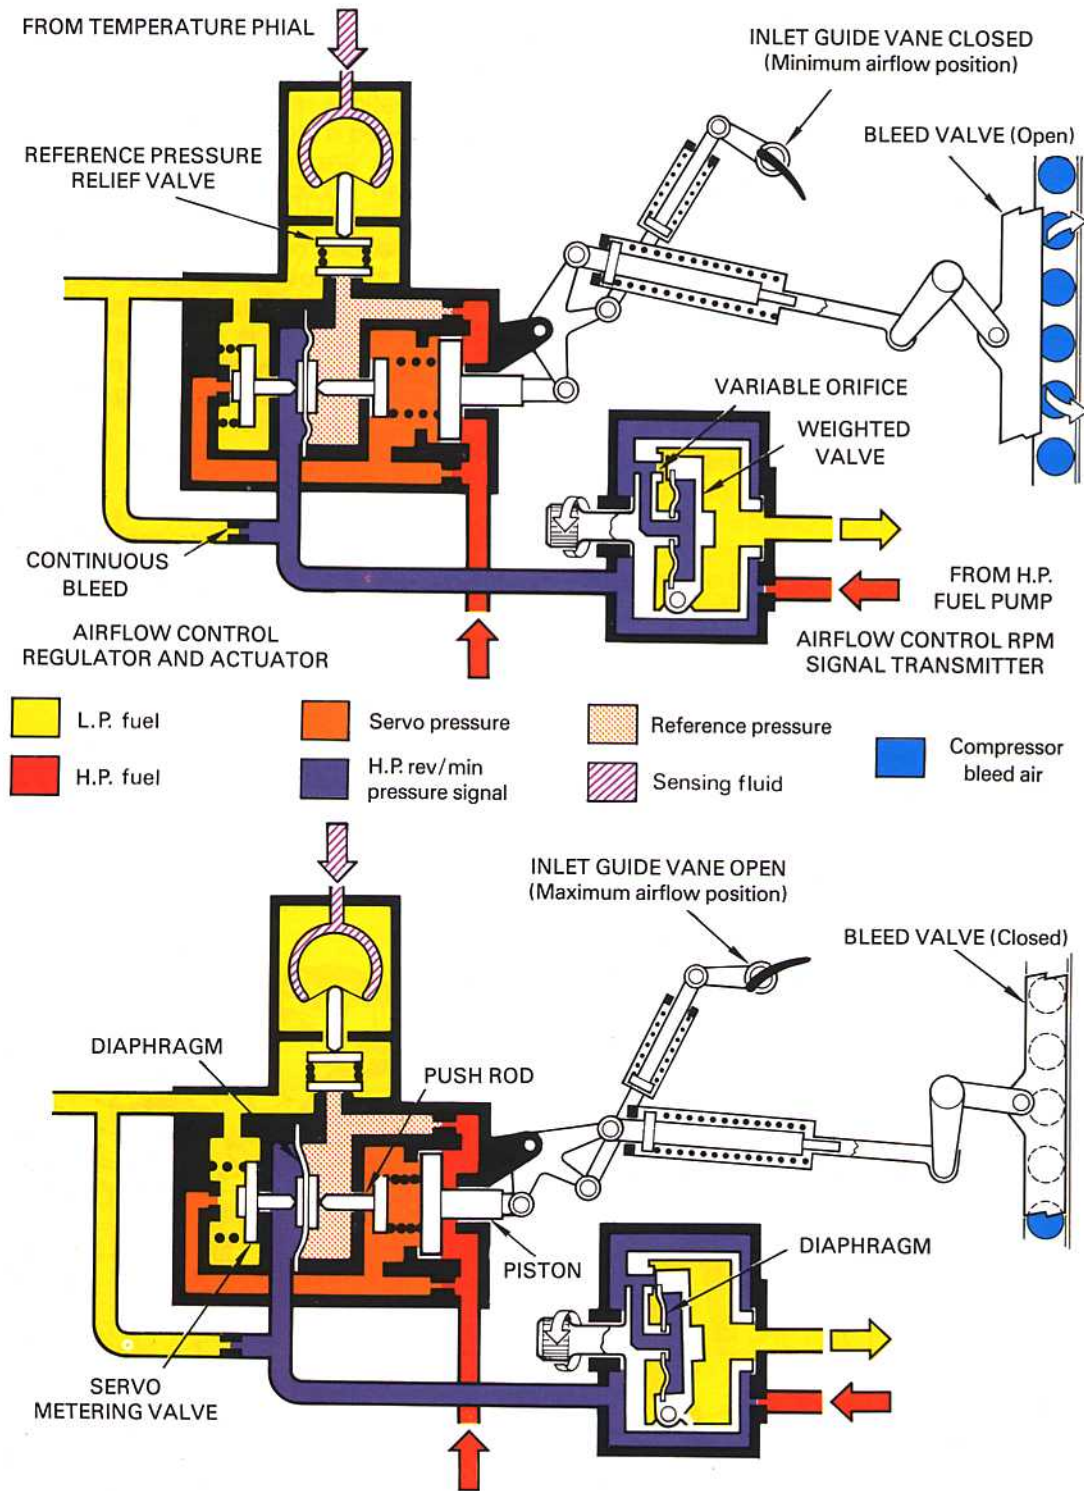 FROM TEMPERATURE PHIAL
INLET GUIDE VANE CLOSED
(Minimum airflow position)
BLEED VALVE (Open)
REFERENCE PRESSURE
RELIEF VALVE
VARIABLE ORIFICE
WEIGHTED
VALVE
CONTINUOUS
BLEED
FROM H.P.
FUEL PUMP
AIRFLOW CONTROL
REGULATOR AND ACTUATOR
AIRFLOW CONTROL RPM
SIGNAL TRANSMITTER
L.P. fuel
Servo pressure
Reference pressure
Compressor
bleed air
H.P. fuel
H.P. rev/min
pressure signal
Sensing fluid
INLET GUIDE VANE OPEN
(Maximum airflow position)
BLEED VALVE (Closed)
DIAPHRAGM
PUSH ROD
PISTON
DIAPHRAGM
SERVO
METERING VALVE